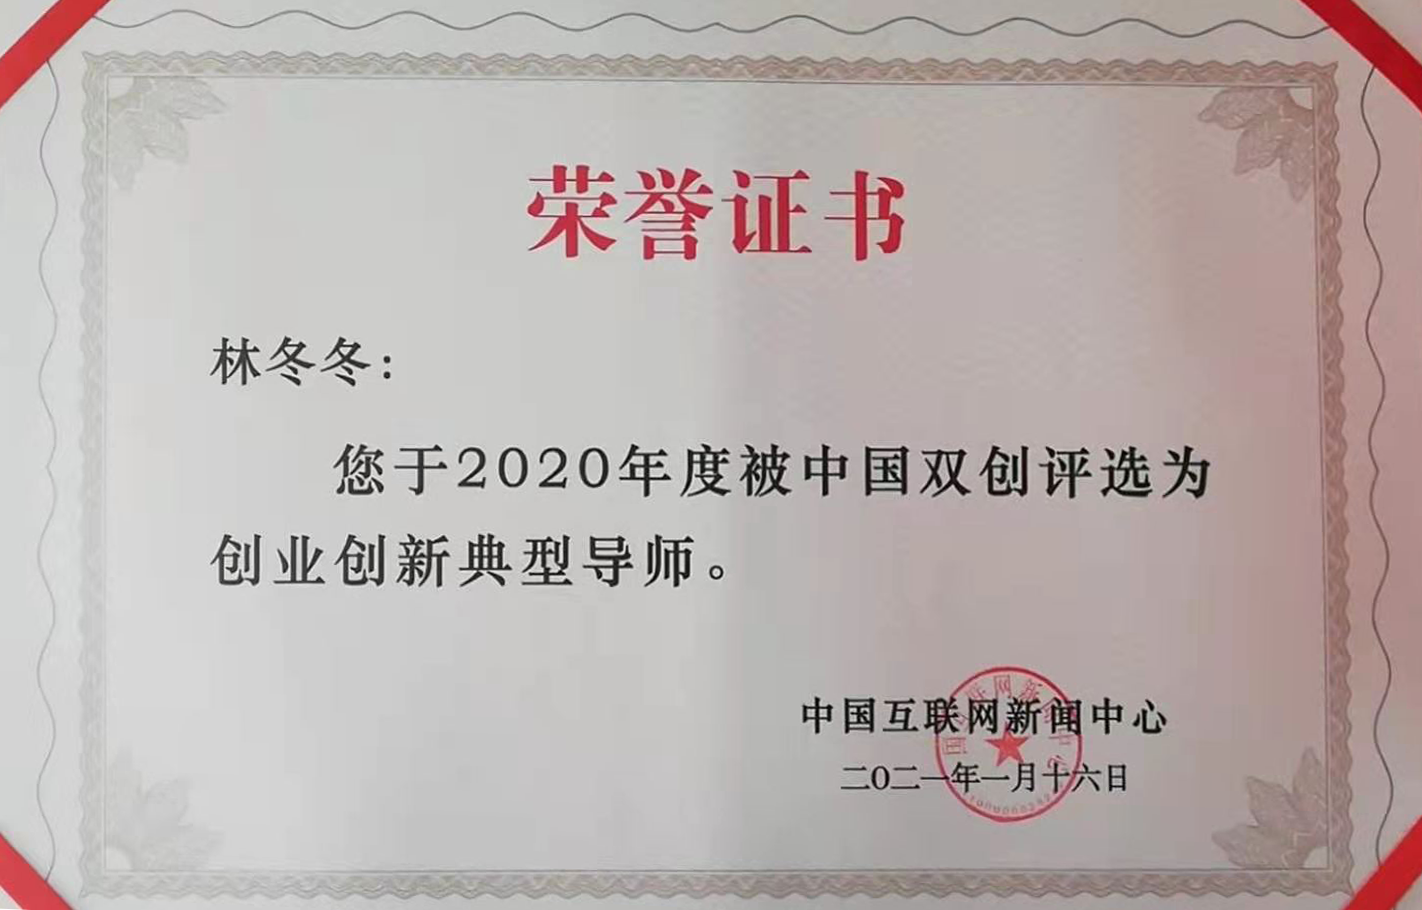 荣誉证书
林冬冬:
您于2020年度被中国双创评选为
创业创新典型导师。
中国互联网新闻中心
二〇二一年一月十六日